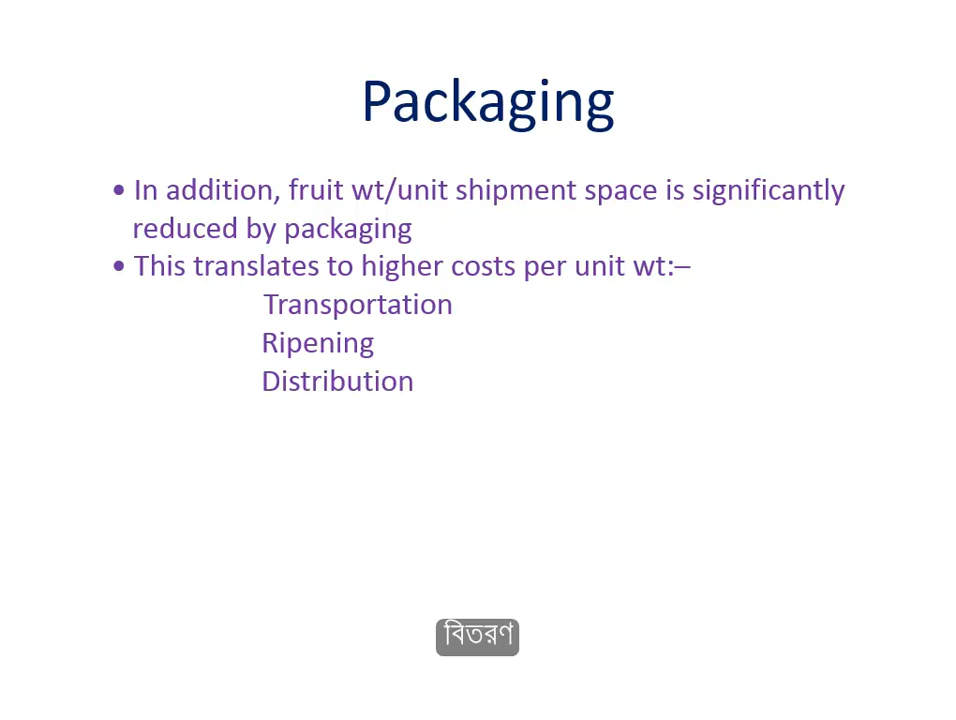 Packaging
• In addition, fruit wt/unit shipment space is significantly
reduced by packaging
• This translates to higher costs per unit wt:–
Transportation
Ripening
Distribution
বিতরণ